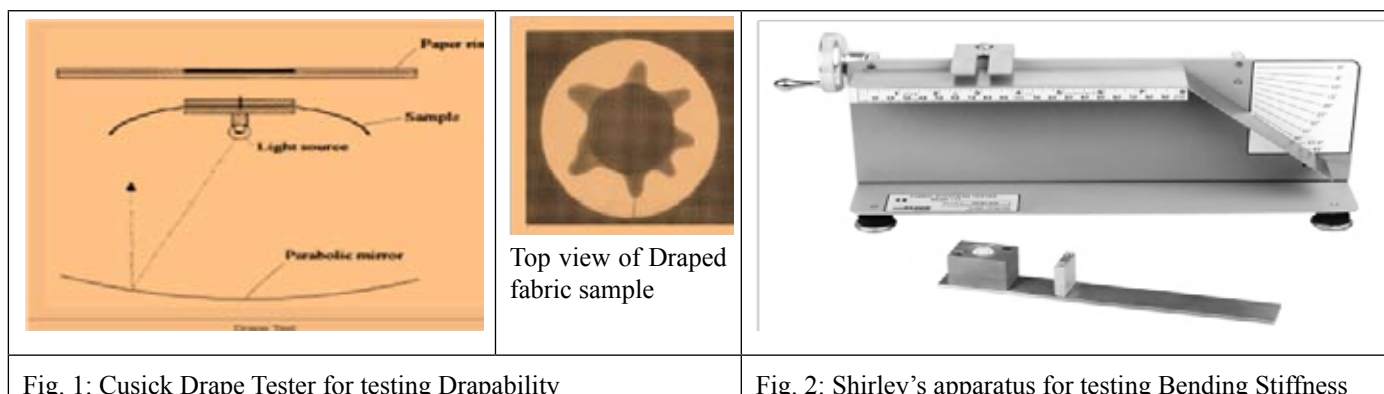 Paper rin
Sample
Light source
Parabolic mirror
Drape Test
Top view of Draped
fabric sample
Fig. 1: Cusick Drape Tester for testing Drapability
Fig. 2: Shirley's apparatus for testing Bending Stiffness